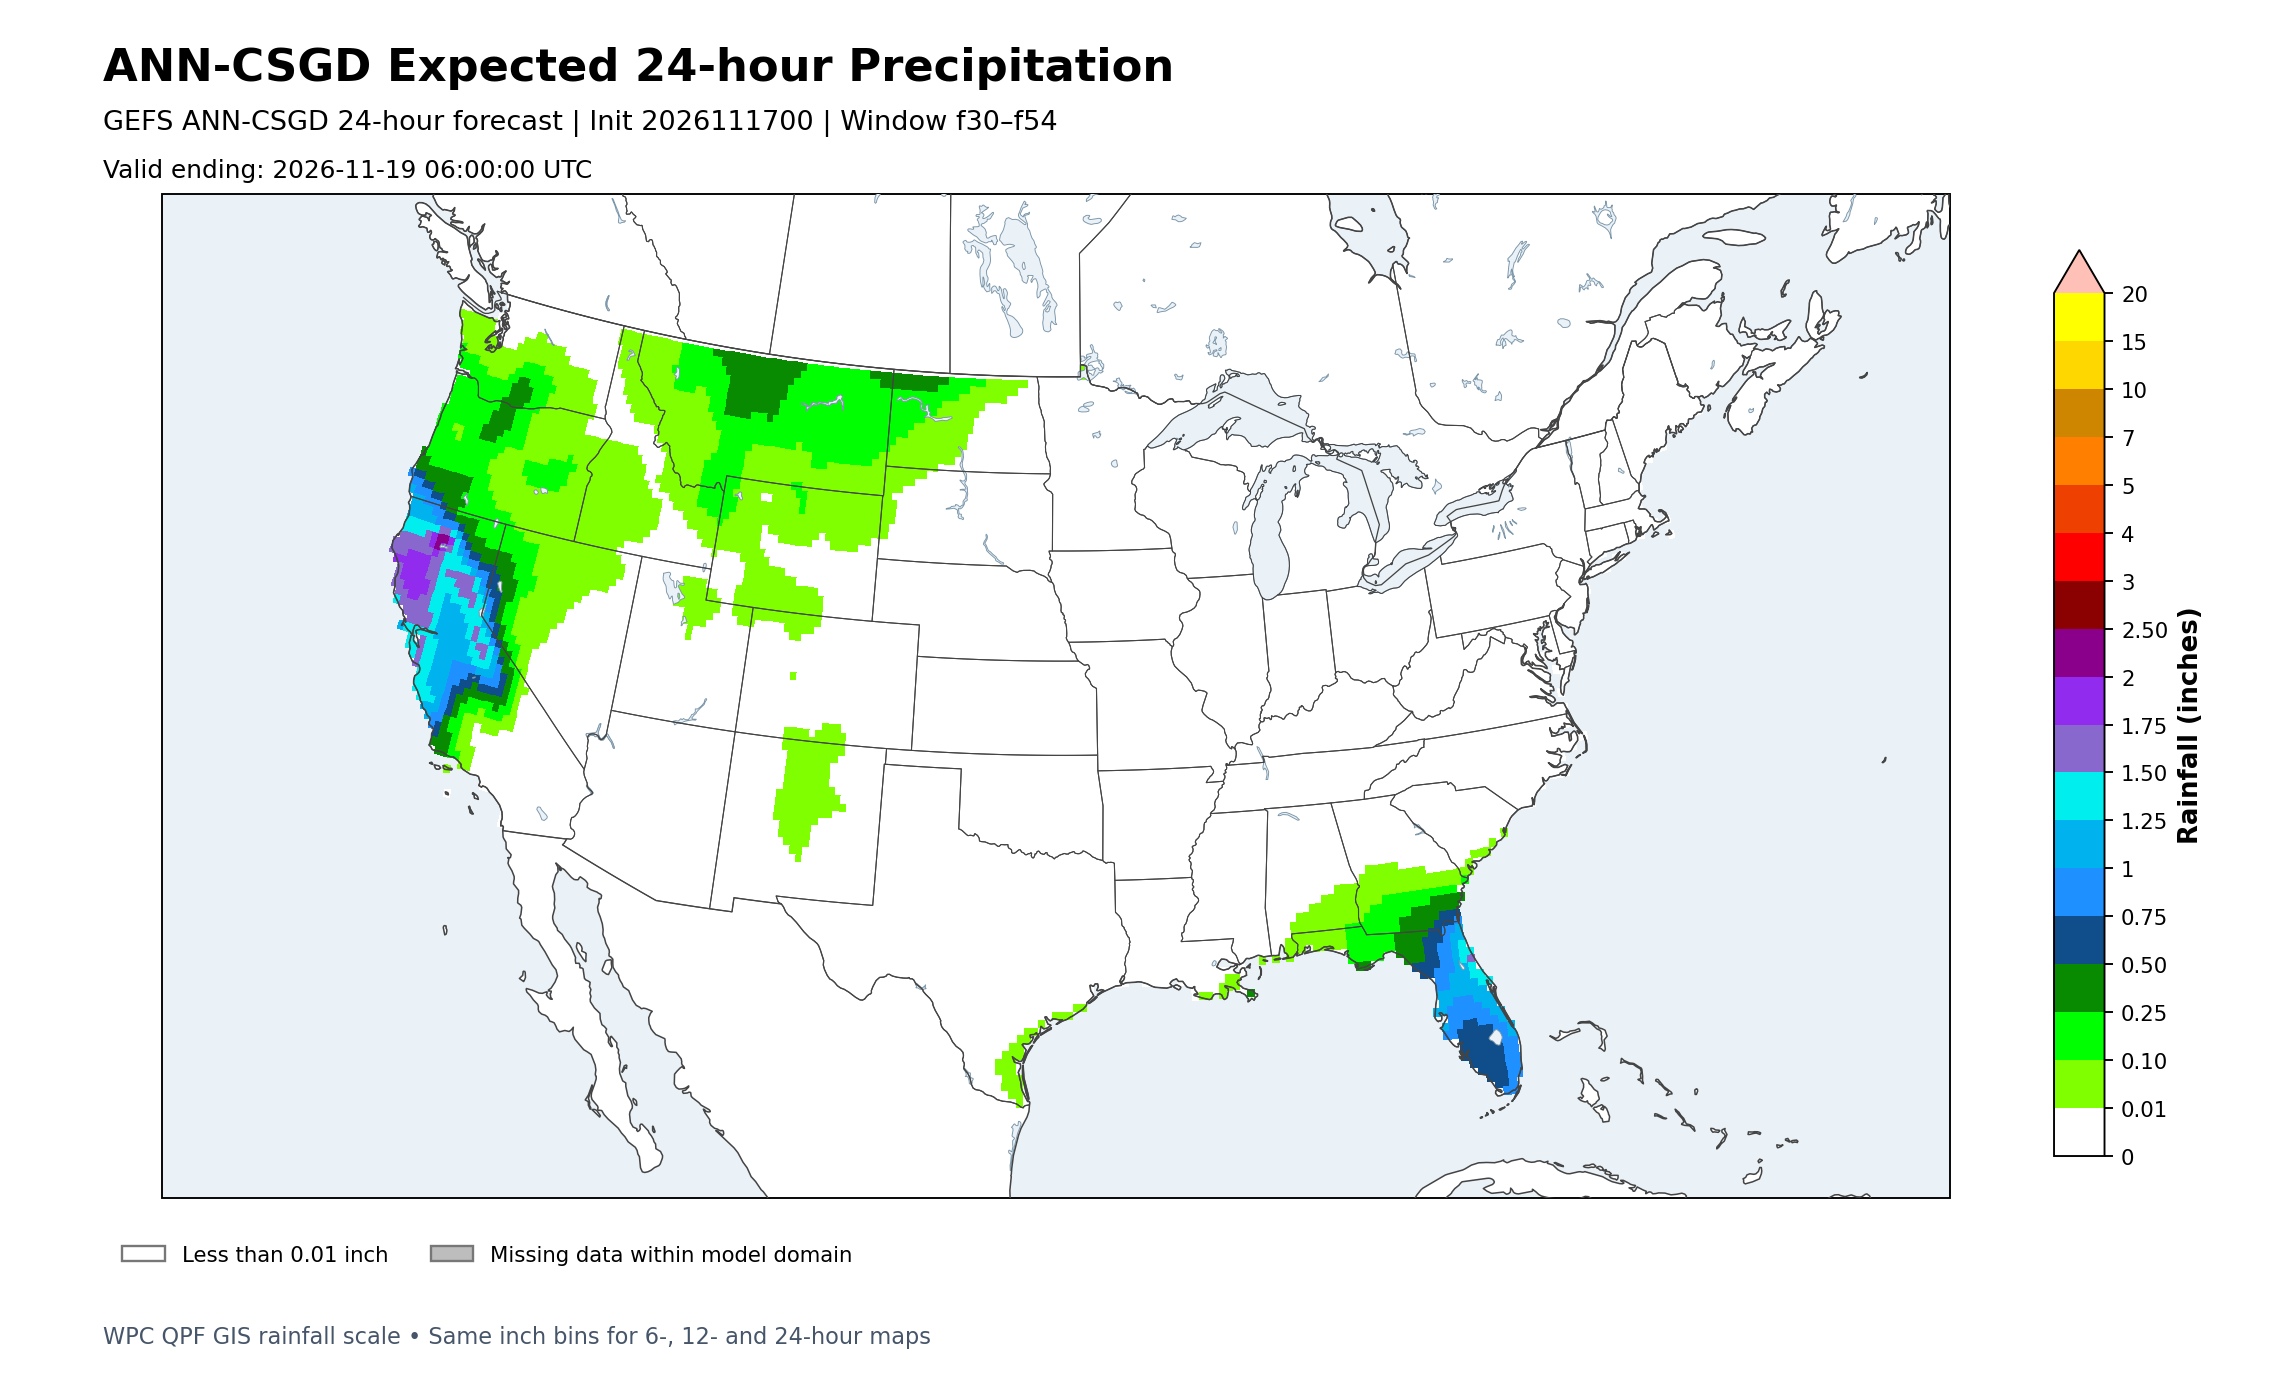 ANN-CSGD Expected 24-hour Precipitation
GEFS ANN-CSGD 24-hour forecast | Init 2026111700 | Window f30–f54
Valid ending: 2026-11-19 06:00:00 UTC
20
15
10
7
5
4
3
2.50
2
1.75
1.50
1.25
1
0.75
0.50
0.25
0.10
0.01
0
Rainfall (inches)
Less than 0.01 inch
Missing data within model domain
WPC QPF GIS rainfall scale • Same inch bins for 6-, 12- and 24-hour maps